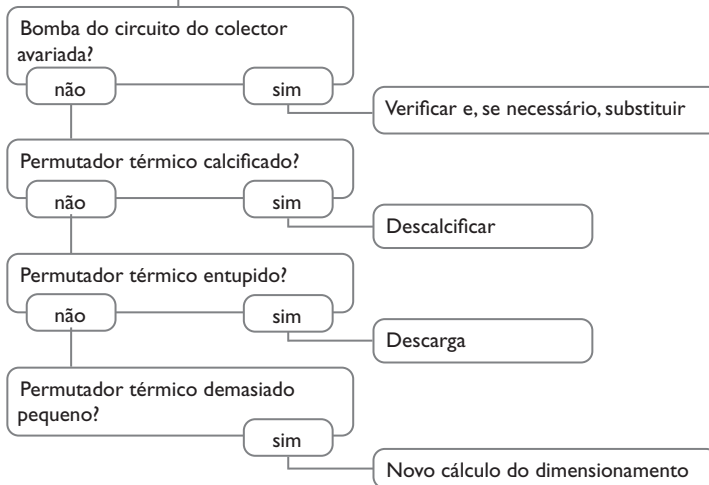 Bomba do circuito do colector
avariada?
não
sim
Verificar e, se necessário, substituir
Permutador térmico calcificado?
não
sim
Descalcificar
Permutador térmico entupido?
não
sim
Descarga
Permutador térmico demasiado
pequeno?
sim
Novo cálculo do dimensionamento